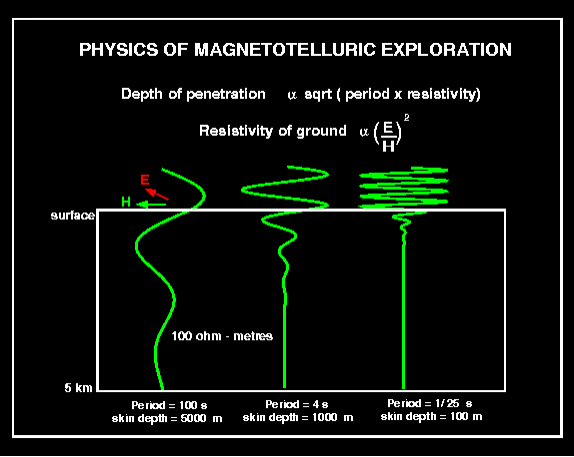 PHYSICS OF MAGNETOTELLURIC EXPLORATION
Depth of penetration α sqrt ( period x resistivity)
Resistivity of ground α (E/H)²
E
H
surface
100 ohm - metres
5 km
Period = 100 s
skin depth = 5000 m
Period = 4 s
skin depth = 1000 m
Period = 1/25 s
skin depth = 100 m